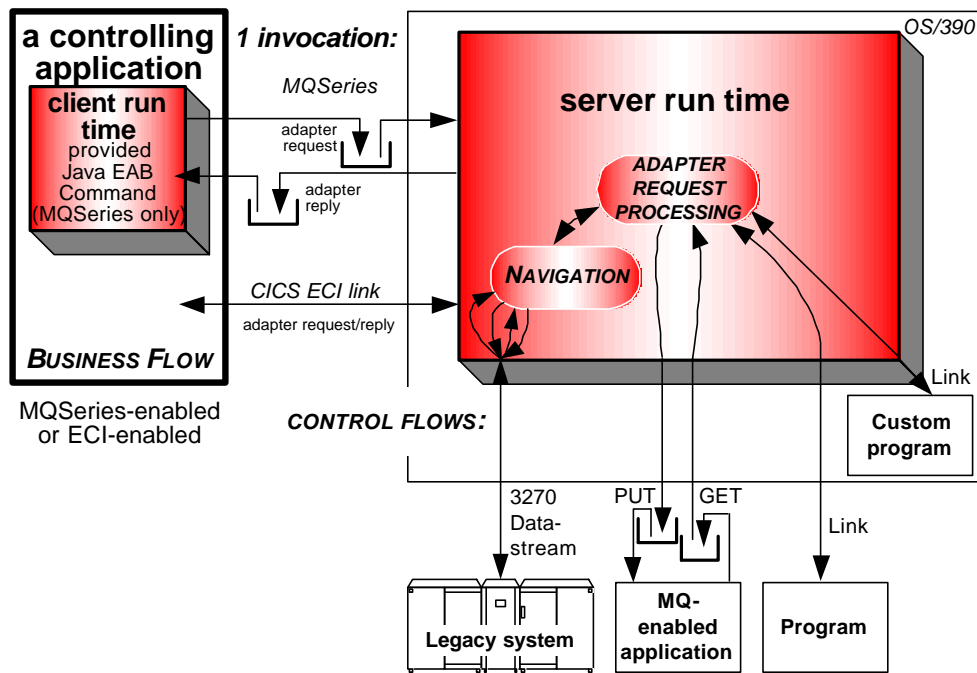 a controlling
application
client run
time
provided
Java EAB
Command
(MQSeries only)
BUSINESS FLOW
MQSeries-enabled
or ECI-enabled
1 invocation:
MQSeries
adapter
request
adapter
reply
CICS ECI link
adapter request/reply
OS/390
server run time
ADAPTER
REQUEST
PROCESSING
NAVIGATION
CONTROL FLOWS:
Link
Custom
program
3270
Data-
stream
PUT
GET
Link
Legacy system
MQ-
enabled
application
Program